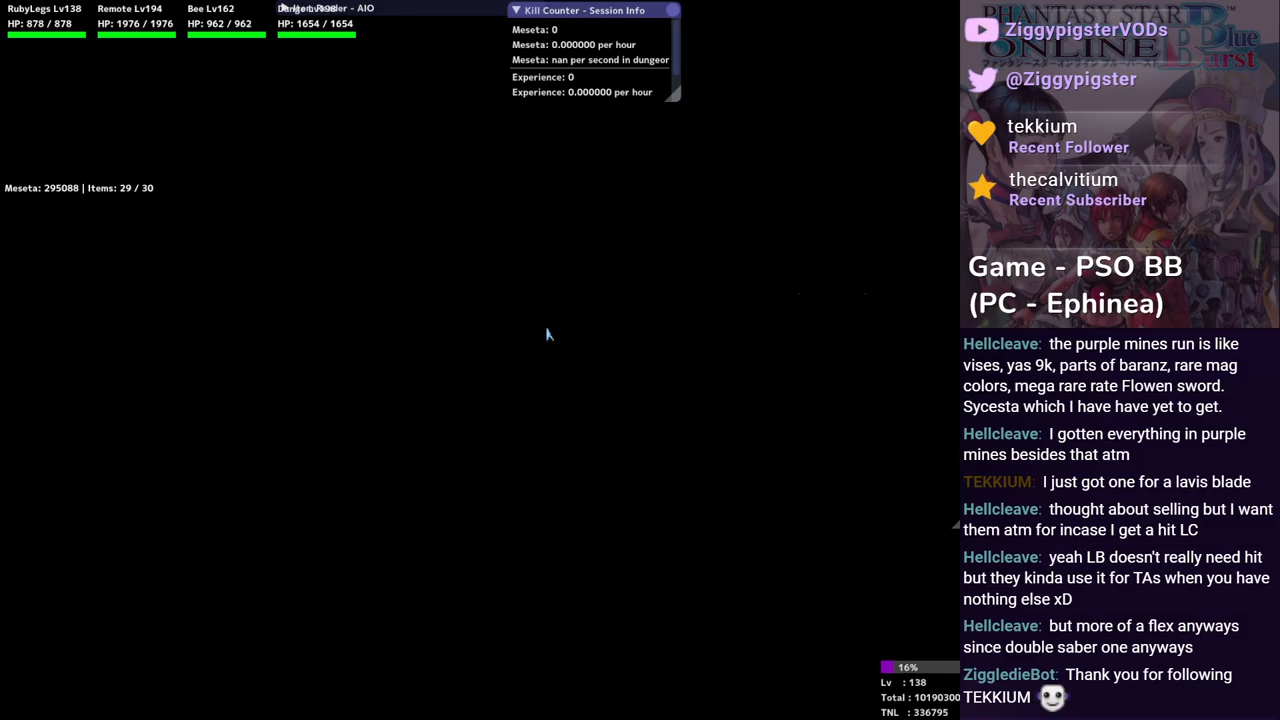 RubyLegs Lv138
Remote Lv194
Bee Lv162
HP: 878 / 878
HP: 1976 / 1976
HP: 962 / 962
HP: 1654 / 1654
Reader - AIO
Kill Counter - Session Info
Meseta: 0
Meseta: 0.000000 per hour
Meseta: nan per second in dungeor
Experience: 0
Experience: 0.000000 per hour
Meseta: 295088 | Items: 29 / 30
16%
Lv : 138
Total : 10190300
TNL : 336795
PHANTASY STAR
ONLINE Blue Burst
ZiggypigsterVODs
@Ziggypigster
tekkium
Recent Follower
thecalvitium
Recent Subscriber
Game - PSO BB
(PC - Ephinea)
Hellcleave: the purple mines run is like
vises, yas 9k, parts of baranz, rare mag
colors, mega rare rate Flowen sword.
Sycesta which I have have yet to get.
Hellcleave: I gotten everything in purple
mines besides that atm
TEKKIUM: I just got one for a lavis blade
Hellcleave: thought about selling but I want
them atm for incase I get a hit LC
Hellcleave: yeah LB doesn't really need hit
but they kinda use it for TAs when you have
nothing else xD
Hellcleave: but more of a flex anyways
since double saber one anyways
ZiggledieBot: Thank you for following
TEKKIUM